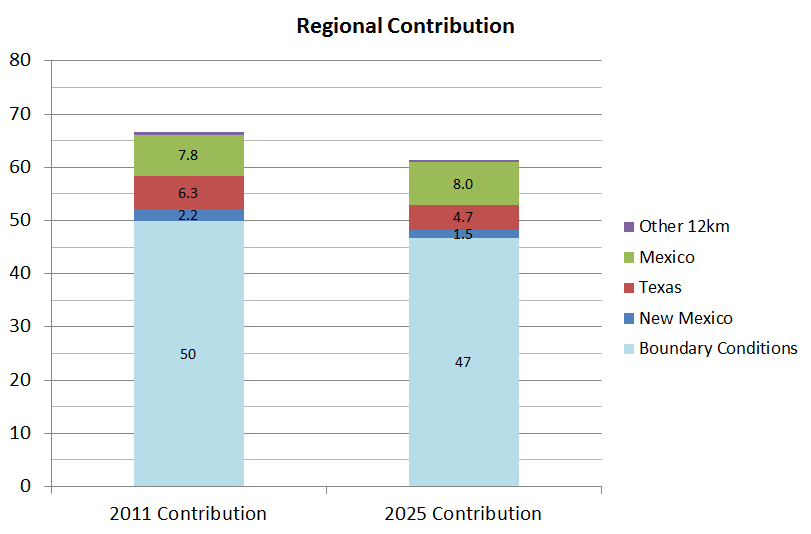 Regional Contribution
80
70
60
50
40
30
20
10
0
7.8
6.3
2.2
50
8.0
4.7
1.5
47
2011 Contribution
2025 Contribution
Other 12km
Mexico
Texas
New Mexico
Boundary Conditions